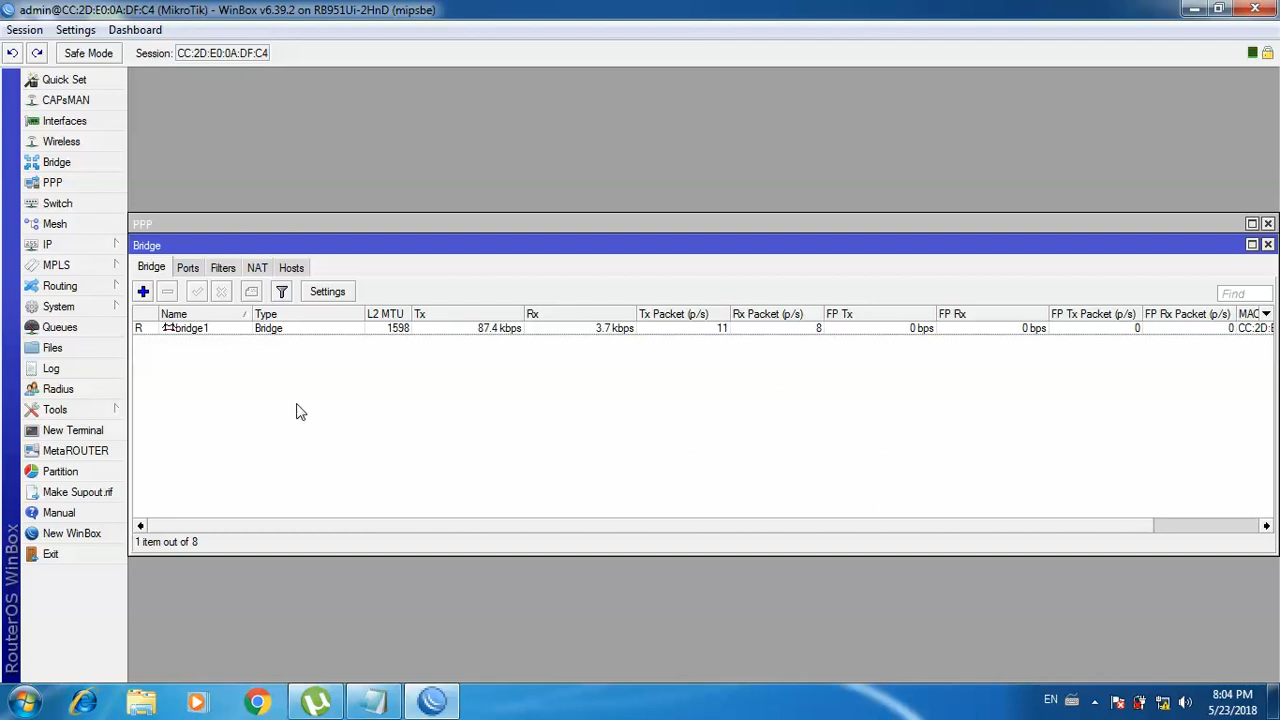 admin@CC:2D:E0:0A:DF:C4 (MikroTik) - WinBox v6.39.2 on RB951Ui-2HnD (mipsbe)
Session Settings Dashboard
Safe Mode Session: CC:2D:E0:0A:DF:C4
Quick Set
CAPsMAN
Interfaces
Wireless
Bridge
PPP
Switch
Mesh
IP
MPLS
Routing
System
Queues
Files
Log
Radius
Tools
New Terminal
MetaROUTER
Partition
Make Supout.rif
Manual
New WinBox
Exit
RouterOS WinBox
PPP
Bridge
Bridge Ports Filters NAT Hosts
Settings Find
Name / Type L2 MTU Tx Rx Tx Packet (p/s) Rx Packet (p/s) FP Tx FP Rx FP Tx Packet (p/s) FP Rx Packet (p/s) MAC
R bridge1 Bridge 1598 87.4 kbps 3.7 kbps 11 8 0 bps 0 bps 0 0 CC:2D:E
1 item out of 8
EN 8:04 PM
5/23/2018